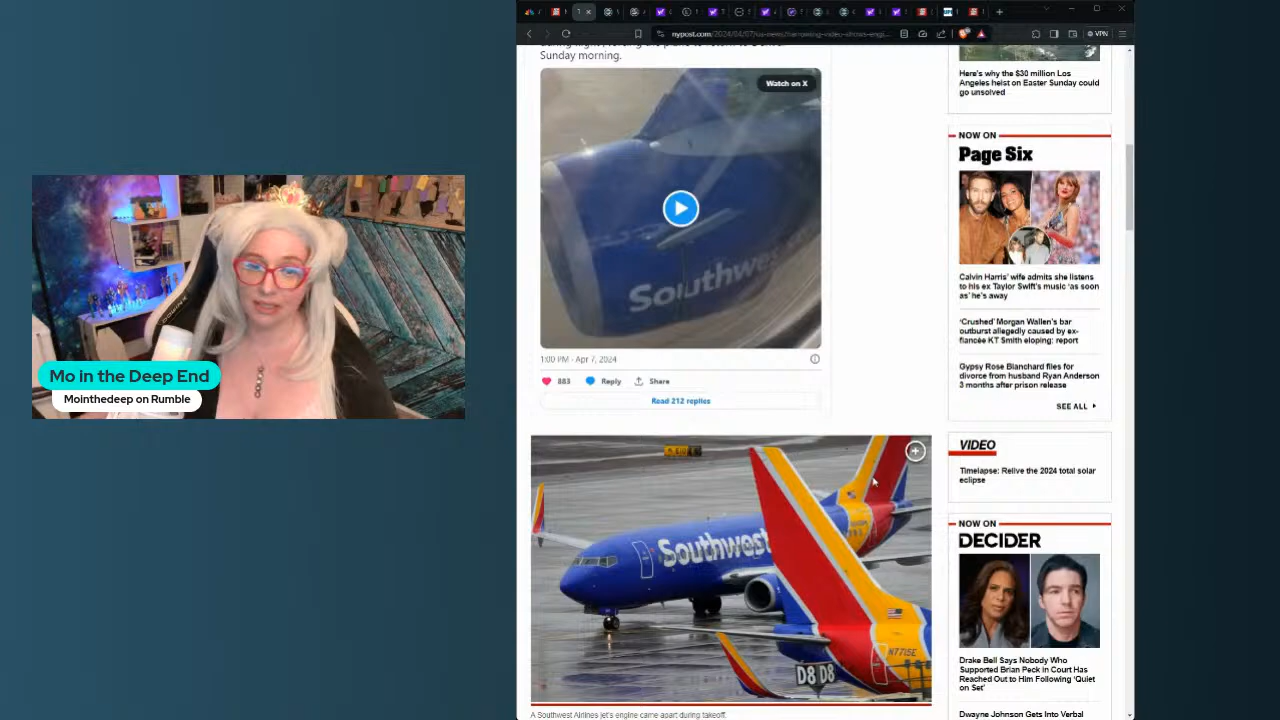 Mo in the Deep End
Mointhedeep on Rumble
VPN
Sunday morning.
Watch on X
Southwest
1:00 PM · Apr 7, 2024
883
Reply
Share
Read 212 replies
Southwest
N771SE
D8 D8
A Southwest Airlines jet's engine came apart during takeoff.
Here's why the $30 million Los
Angeles heist on Easter Sunday could
go unsolved
NOW ON
Page Six
Calvin Harris' wife admits she listens
to his ex Taylor Swift's music 'as soon
as' he's away
'Crushed' Morgan Wallen's bar
outburst allegedly caused by ex-
fiancée KT Smith eloping: report
Gypsy Rose Blanchard files for
divorce from husband Ryan Anderson
3 months after prison release
SEE ALL
VIDEO
Timelapse: Relive the 2024 total solar
eclipse
NOW ON
DECIDER
Drake Bell Says Nobody Who
Supported Brian Peck in Court Has
Reached Out to Him Following 'Quiet
on Set'
Dwayne Johnson Gets Into Verbal